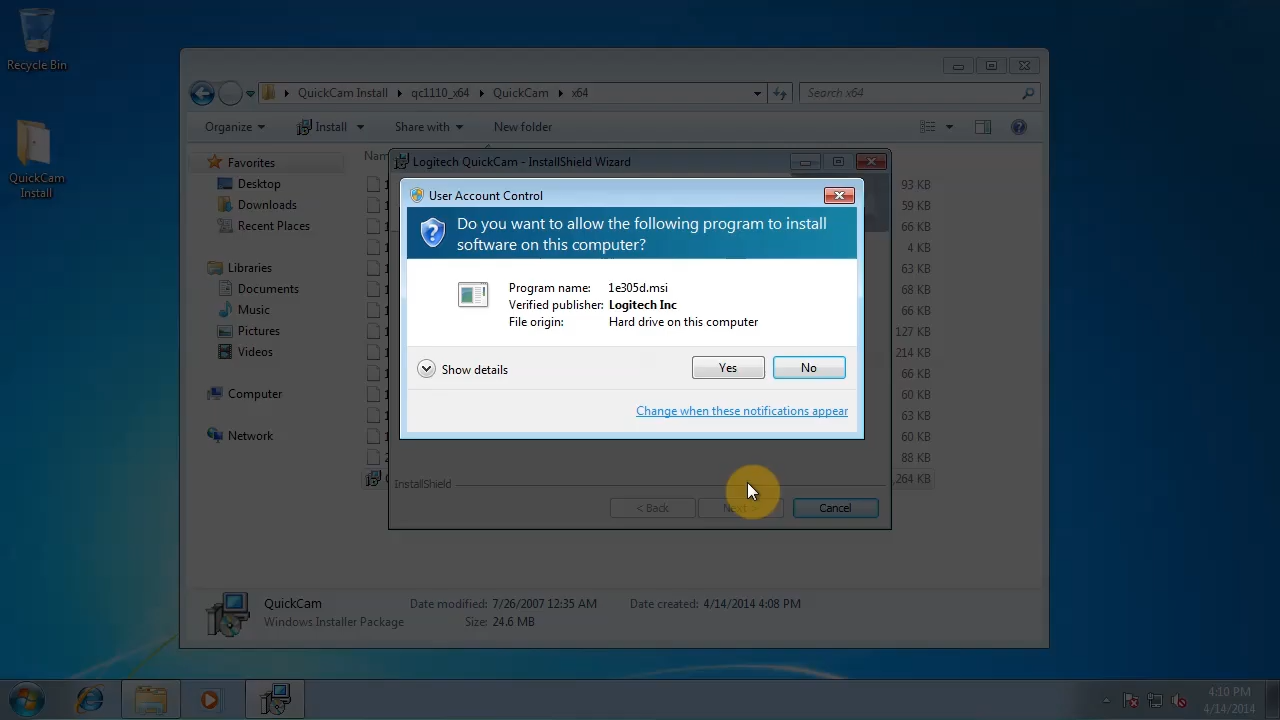 Recycle Bin
QuickCam
Install
QuickCam Install
qc1110_x64
QuickCam
x64
Search x64
Organize
Install
Share with
New folder
Favorites
Desktop
Downloads
Recent Places
Libraries
Documents
Music
Pictures
Videos
Computer
Network
Logitech QuickCam - InstallShield Wizard
User Account Control
Do you want to allow the following program to install
software on this computer?
Program name: 1e305d.msi
Verified publisher: Logitech Inc
File origin: Hard drive on this computer
Show details
Yes
No
Change when these notifications appear
93 KB
59 KB
66 KB
4 KB
63 KB
68 KB
66 KB
127 KB
214 KB
66 KB
60 KB
63 KB
60 KB
88 KB
InstallShield
< Back
Next >
Cancel
QuickCam
Date modified: 7/26/2007 12:35 AM
Date created: 4/14/2014 4:08 PM
Windows Installer Package
Size: 24.6 MB
4:10 PM
4/14/2014